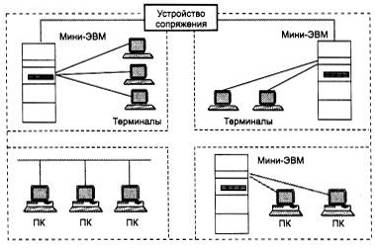 Устройство
сопряжения
Мини-ЭВМ
Мини-ЭВМ
Терминалы
Терминалы
Мини-ЭВМ
ПК
ПК
ПК
ПК
ПК